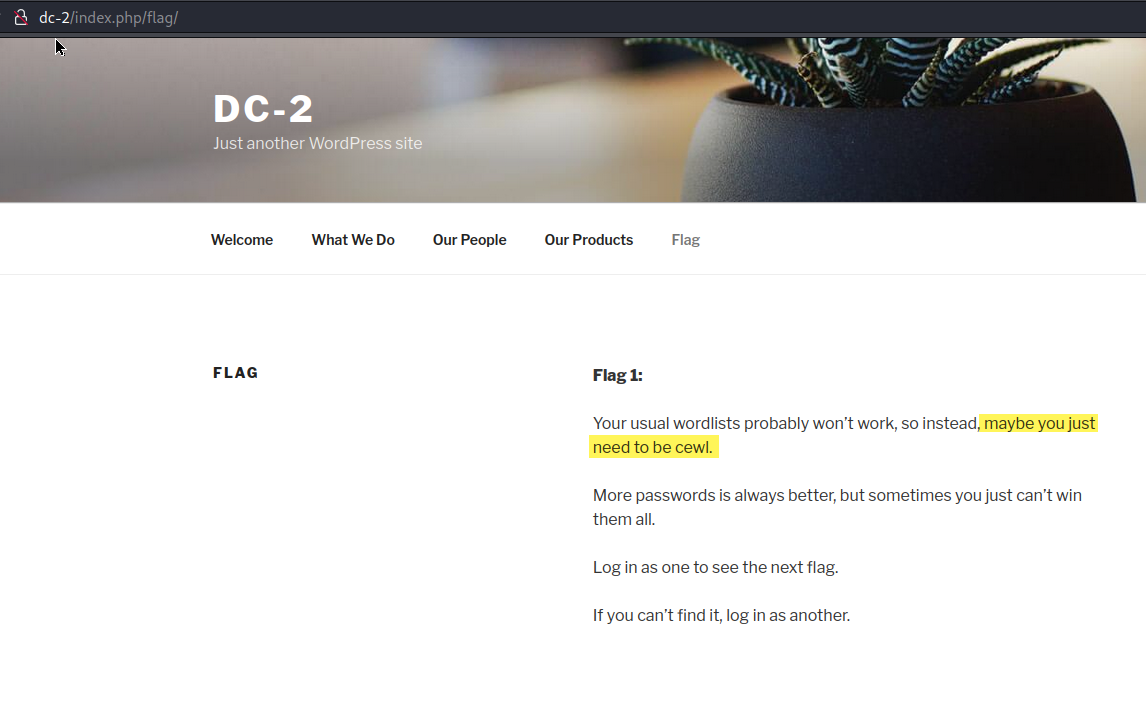 dc-2/index.php/flag/
DC-2
Just another WordPress site
Welcome What We Do Our People Our Products Flag
FLAG
Flag 1:
Your usual wordlists probably won’t work, so instead, maybe you just
need to be cewl.
More passwords is always better, but sometimes you just can’t win
them all.
Log in as one to see the next flag.
If you can’t find it, log in as another.